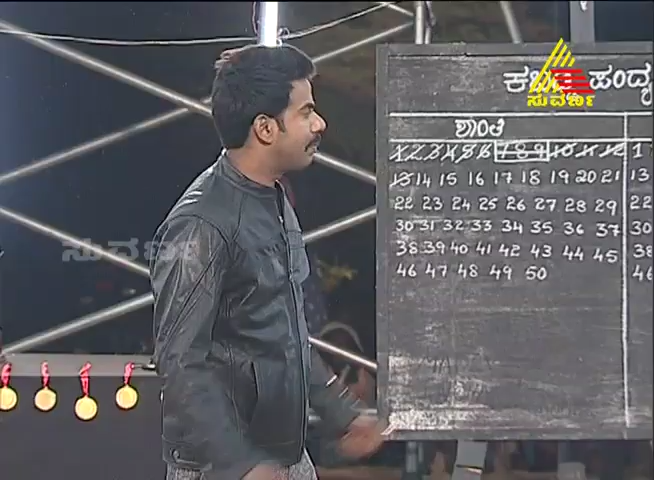 ಕಬಡ್ಡಿ ಪಂದ್ಯ
ಸುವರ್ಣ
ಶಾಂತಿ
1 2 3 4 5 6 7 8 9 10 11 12 1
13 14 15 16 17 18 19 20 21 13
22 23 24 25 26 27 28 29 22
30 31 32 33 34 35 36 37 30
38 39 40 41 42 43 44 45 38
46 47 48 49 50 46
ಸುವರ್ಣ